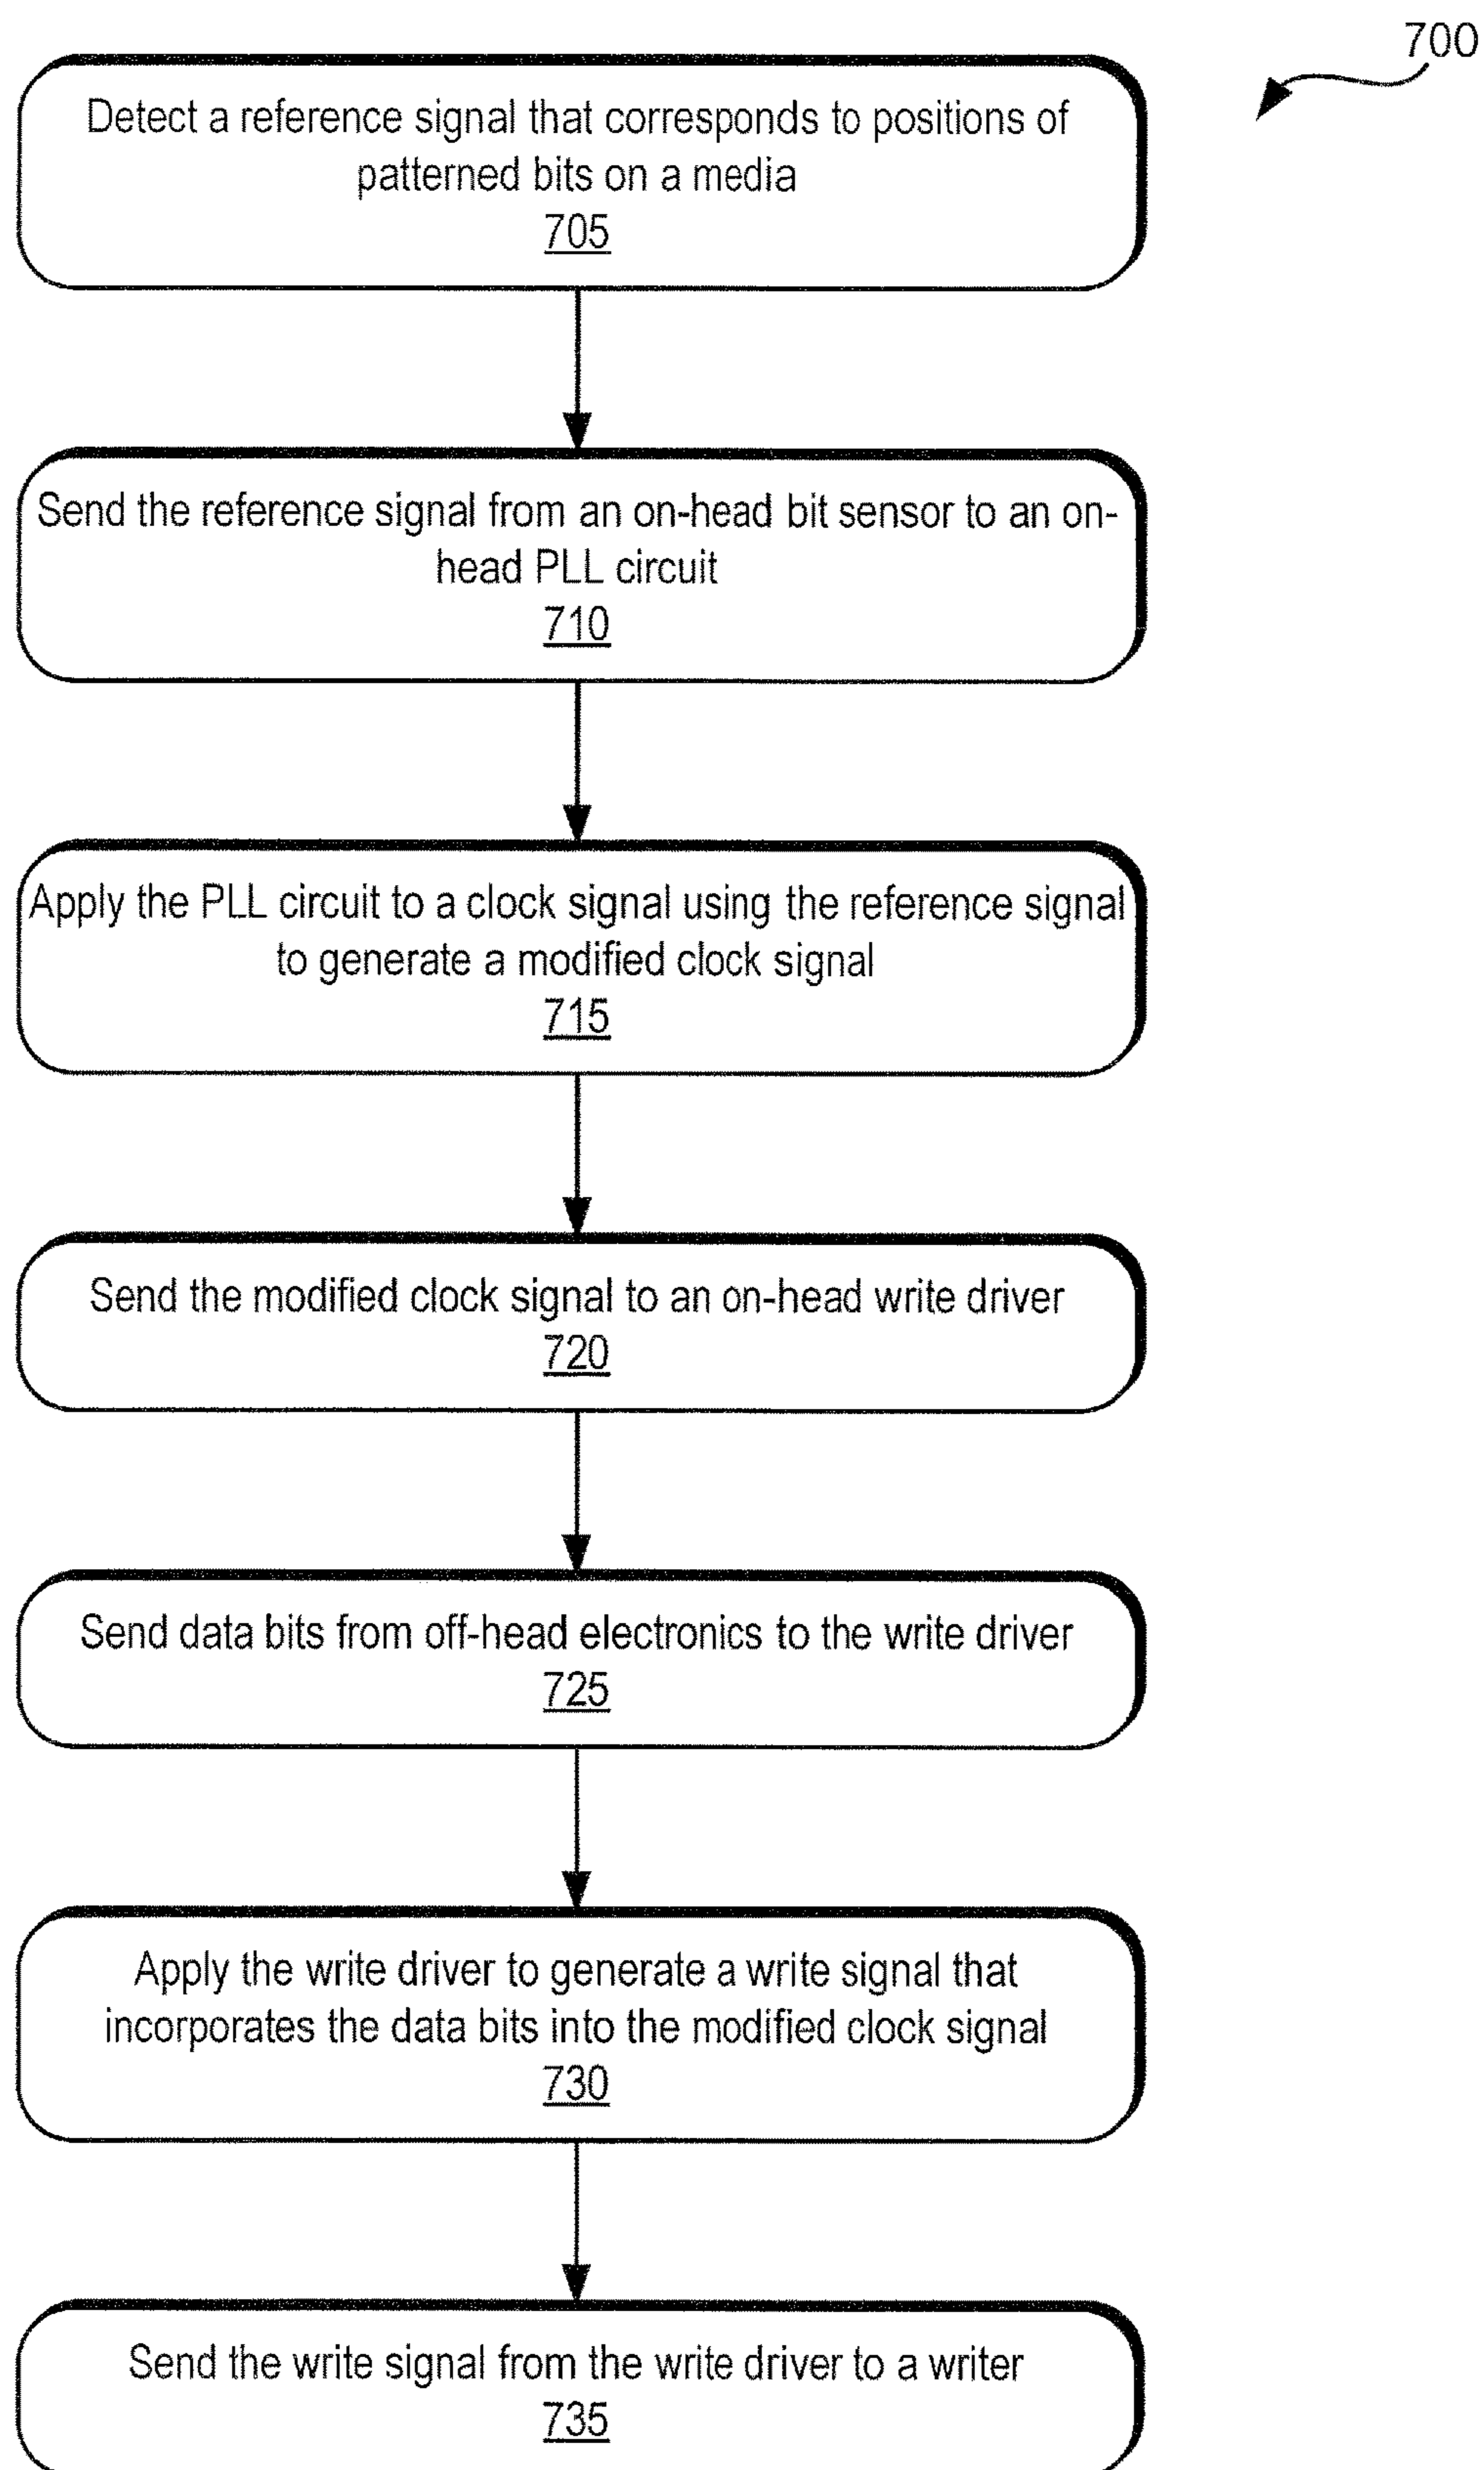 700
Detect a reference signal that corresponds to positions of
patterned bits on a media
705
Send the reference signal from an on-head bit sensor to an on-
head PLL circuit
710
Apply the PLL circuit to a clock signal using the reference signal
to generate a modified clock signal
715
Send the modified clock signal to an on-head write driver
720
Send data bits from off-head electronics to the write driver
725
Apply the write driver to generate a write signal that
incorporates the data bits into the modified clock signal
730
Send the write signal from the write driver to a writer
735